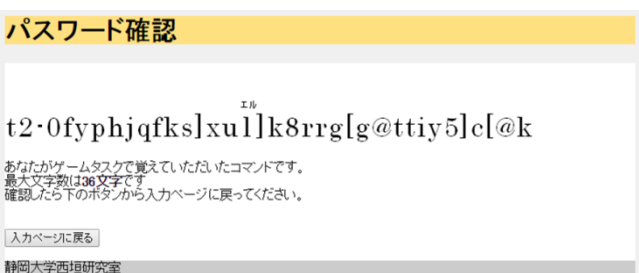 パスワード確認
エル
t2-0fyphjqfks]xul]k8rrg[g@ttiy5]c[@k
あなたがゲームタスクで覚えていただいたコマンドです。
最大文字数は36文字です
確認したら下のボタンから入力ページに戻ってください。
入力ページに戻る
静岡大学西垣研究室